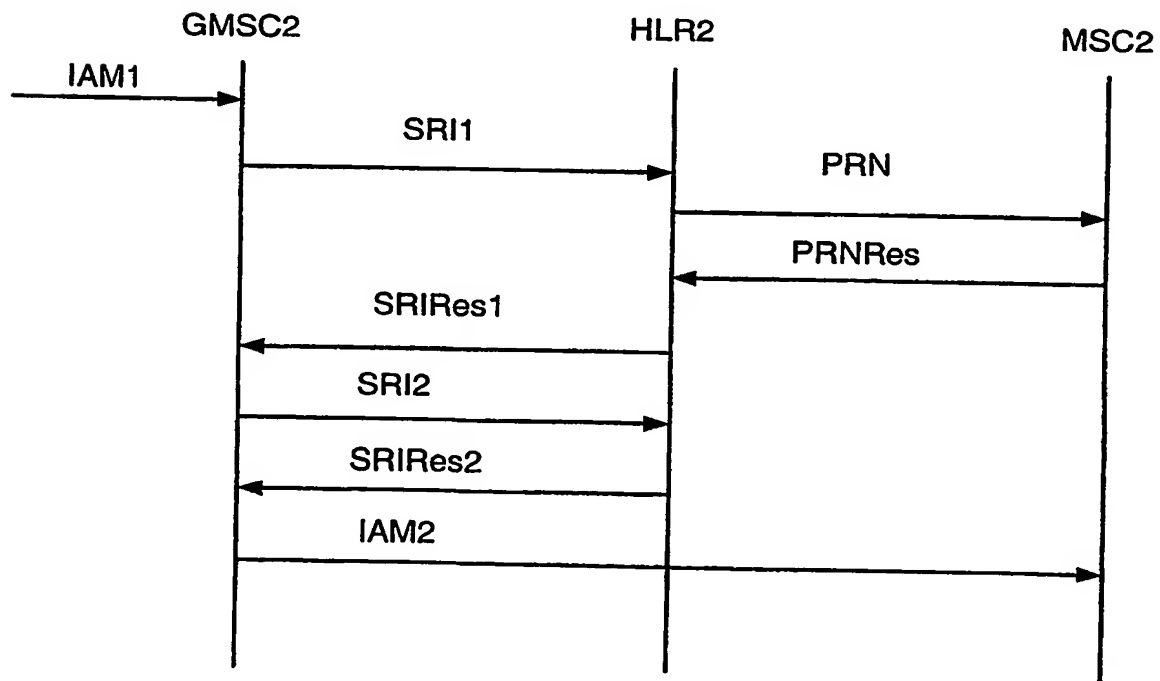 GMSC2
HLR2
MSC2
IAM1
SRI1
PRN
PRNRes
SRIRes1
SRI2
SRIRes2
IAM2